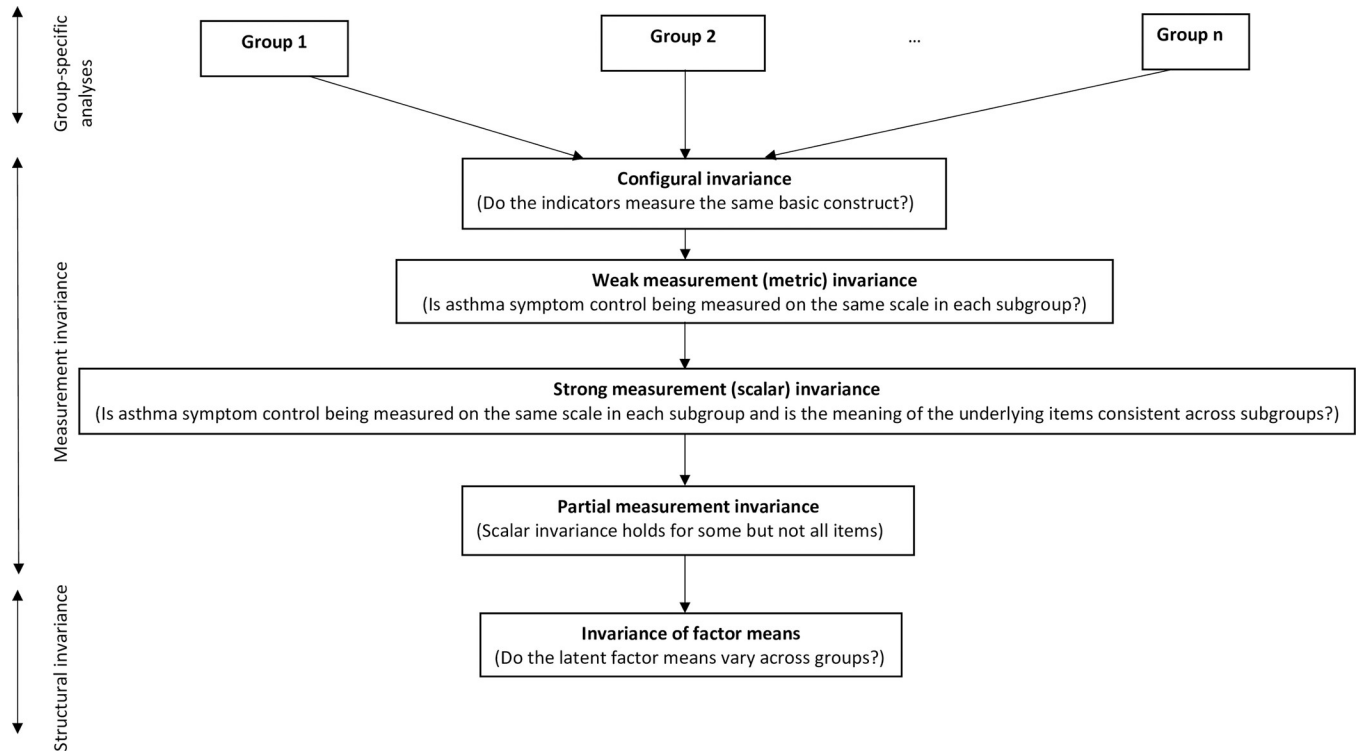 Group-specific
analyses
Group 1
Group 2
...
Group n
Measurement invariance
Configural invariance
(Do the indicators measure the same basic construct?)
Weak measurement (metric) invariance
(Is asthma symptom control being measured on the same scale in each subgroup?)
Strong measurement (scalar) invariance
(Is asthma symptom control being measured on the same scale in each subgroup and is the meaning of the underlying items consistent across subgroups?)
Partial measurement invariance
(Scalar invariance holds for some but not all items)
Structural invariance
Invariance of factor means
(Do the latent factor means vary across groups?)